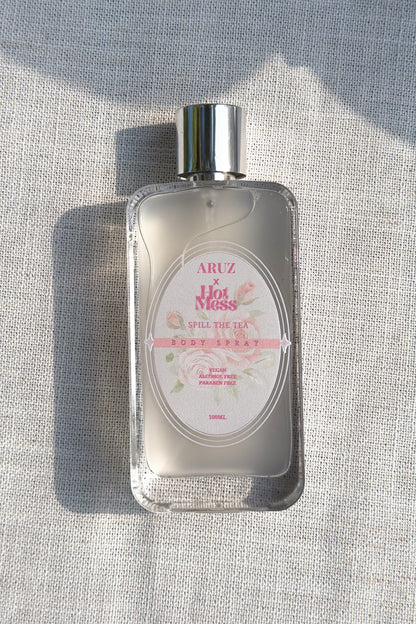 ARUZ
x
Hot
Mess
SPILL THE TEA
BODY SPRAY
VEGAN
ALCOHOL FREE
PARABEN FREE
100ML